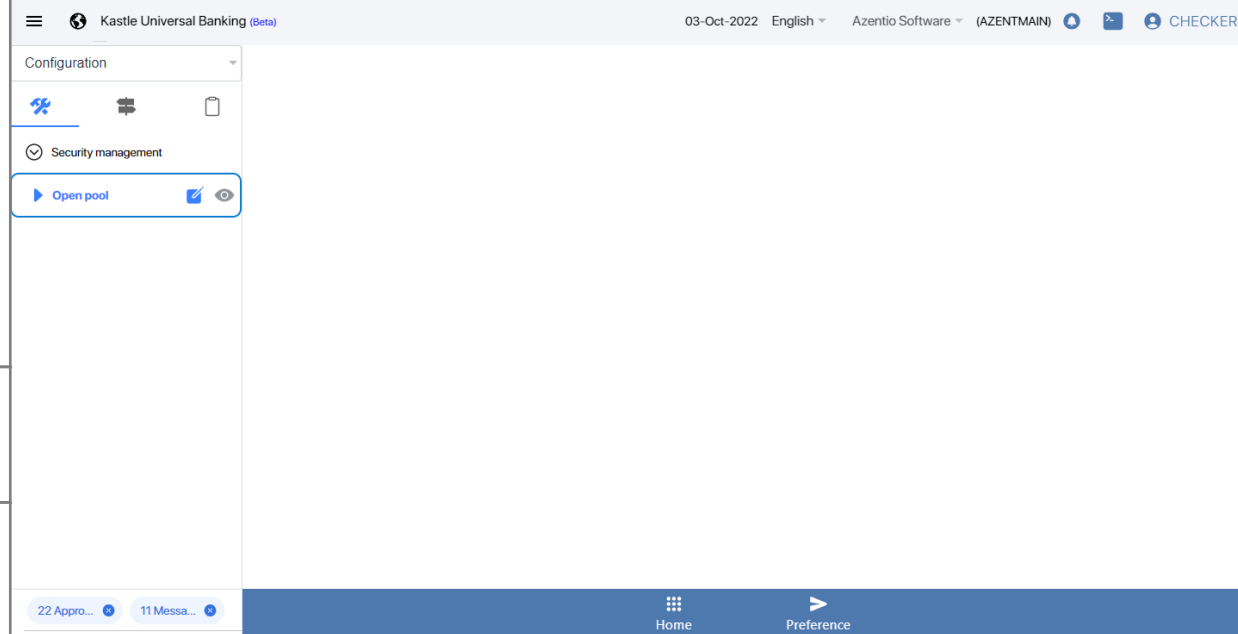 Kastle Universal Banking (Beta) 03-Oct-2022 English Azentio Software (AZENTMAIN) CHECKER
Configuration
Security management
Open pool
22 Appro... 11 Messa...
Home Preference